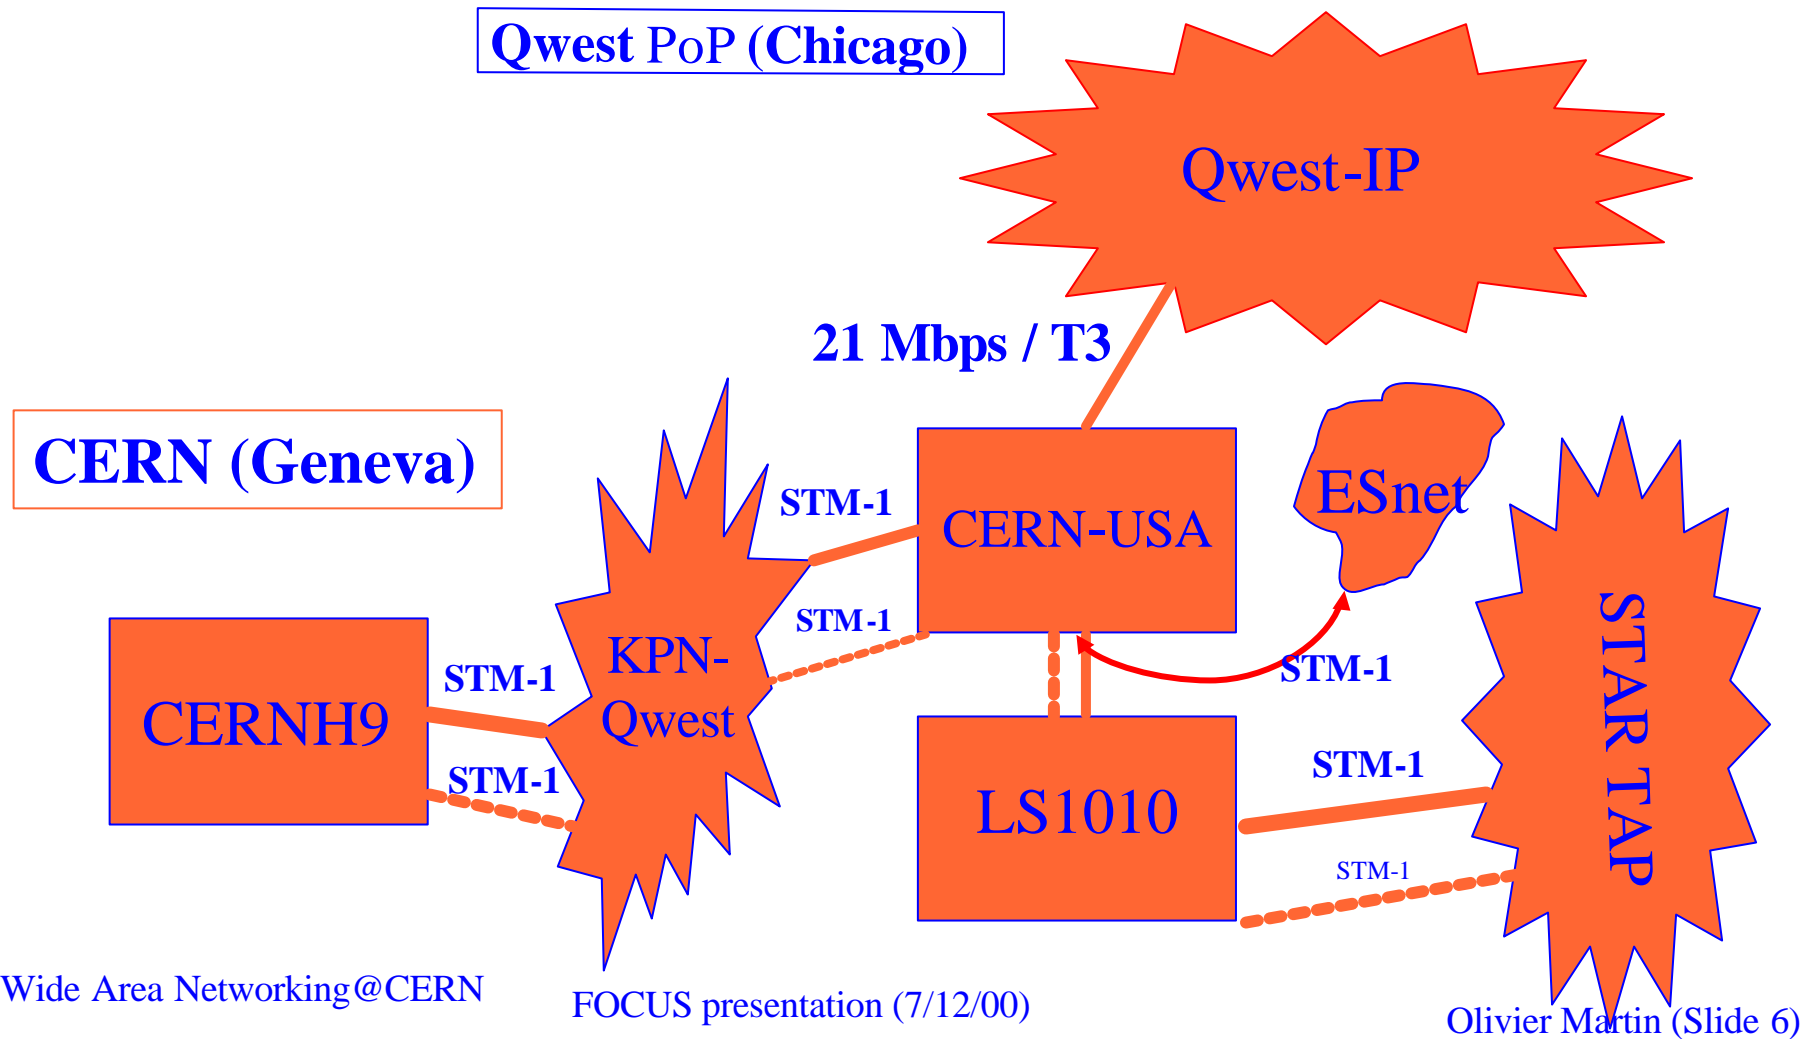 Qwest PoP (Chicago)
Qwest-IP
21 Mbps / T3
CERN (Geneva)
STM-1
CERN-USA
ESnet
STM-1
KPN-
Qwest
STM-1
CERNH9
STM-1
STM-1
START TAP
STM-1
LS1010
STM-1
Wide Area Networking@CERN
FOCUS presentation (7/12/00)
Olivier Martin (Slide 6)